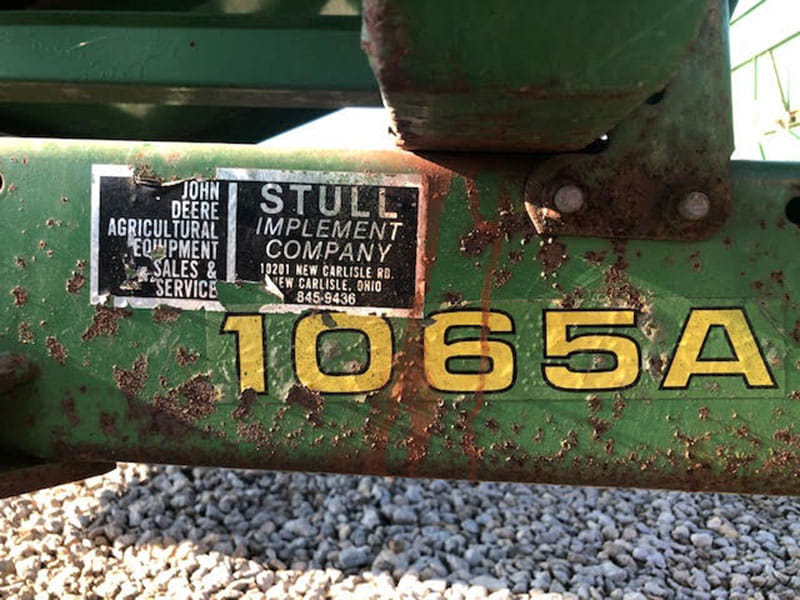 JOHN
DEERE
AGRICULTURAL
EQUIPMENT
SALES &
SERVICE
STULL
IMPLEMENT
COMPANY
10201 NEW CARLISLE RD.
NEW CARLISLE, OHIO
845-9436
1065A